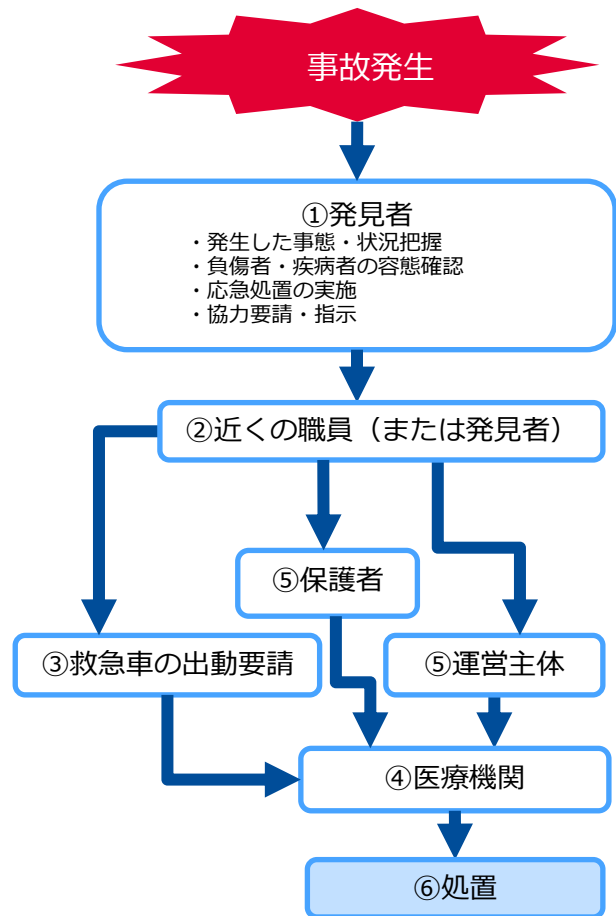 事故発生
①発見者
・発生した事態・状況把握
・負傷者・疾病者の容態確認
・応急処置の実施
・協力要請・指示
②近くの職員（または発見者）
⑤保護者
③救急車の出動要請
⑤運営主体
④医療機関
⑥処置